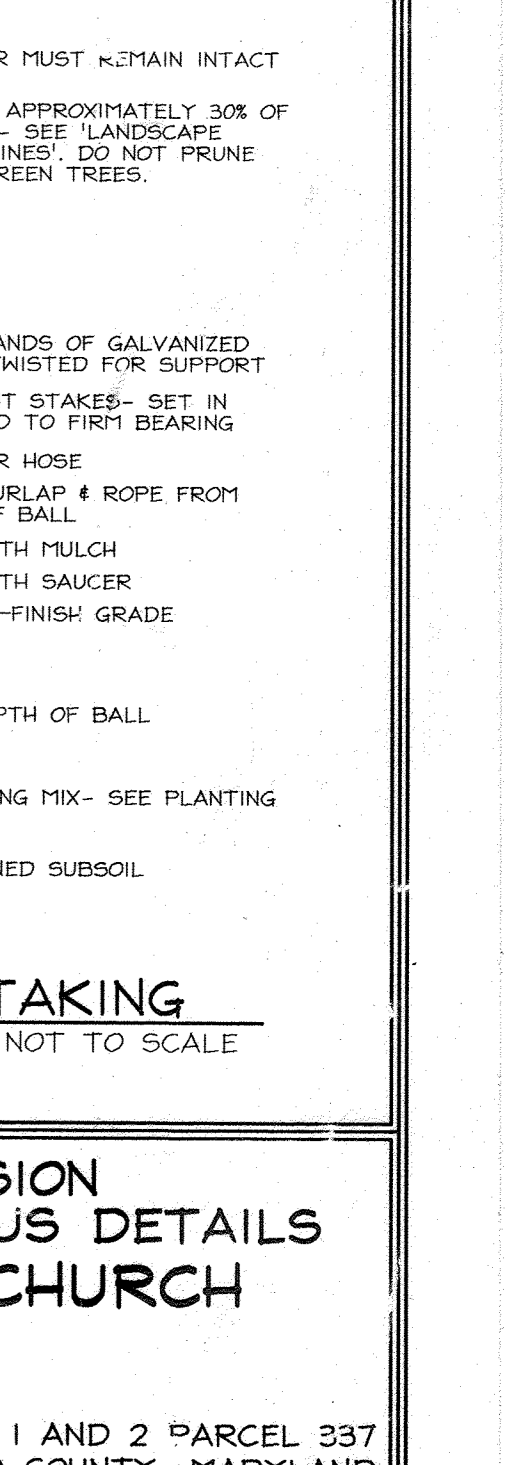 R MUST REMAIN INTACT
APPROXIMATELY 30% OF
- SEE 'LANDSCAPE
INES'. DO NOT PRUNE
REEN TREES.
ANDS OF GALVANIZED
TWISTED FOR SUPPORT
T STAKES- SET IN
D TO FIRM BEARING
R HOSE
URLAP & ROPE FROM
F BALL
TH MULCH
TH SAUCER
-FINISH GRADE
PTH OF BALL
NG MIX- SEE PLANTING
NED SUBSOIL
TAKING
NOT TO SCALE
SION
US DETAILS
CHURCH
1 AND 2 PARCEL 337
COUNTY, MARYLAND